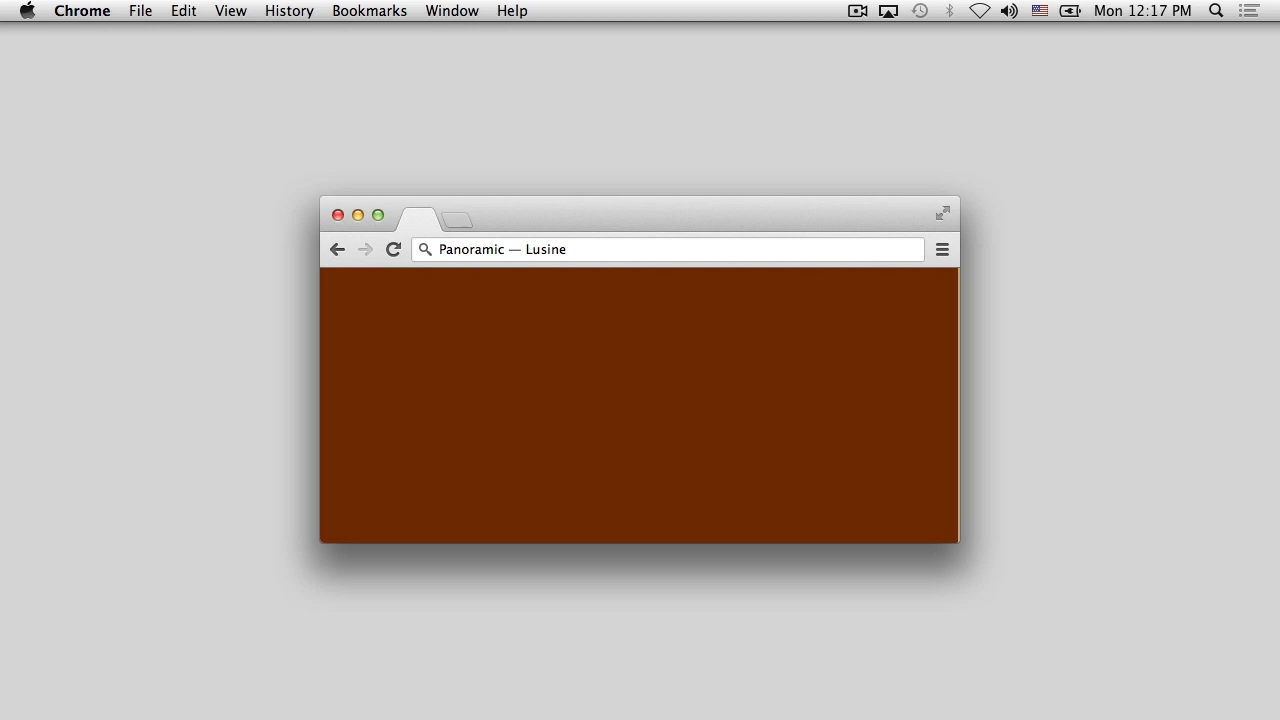 Chrome File Edit View History Bookmarks Window Help Mon 12:17 PM
Panoramic — Lusine